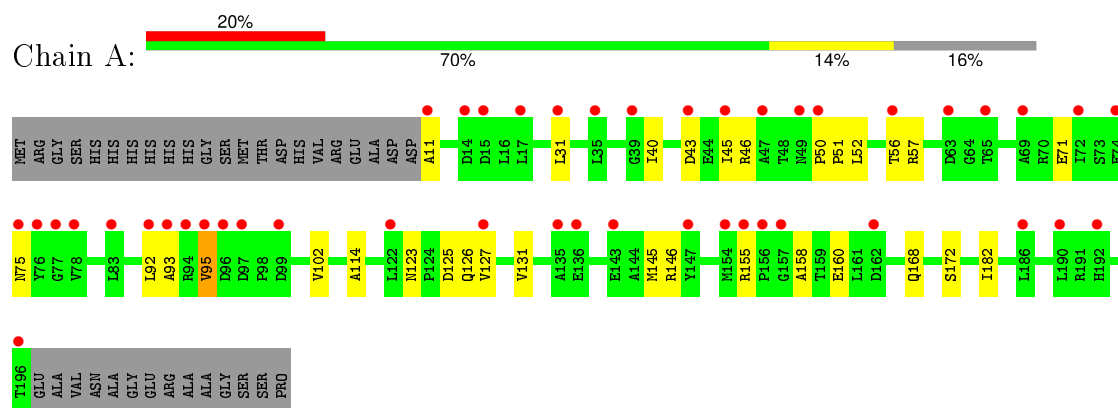 20%
Chain A:
70% 14% 16%
MET ARG GLY SER HIS HIS HIS HIS HIS HIS GLY SER MET THR ASP HIS VAL ARG GLU ALA ASP ASP A11 D14 D15 L16 L17 L31 L35 G39 I40 D43 E44 I45 R46 A47 T48 N49 P50 P51 L52 T56 R57 D63 G64 T65 A69 R70 E71 I72 S73
N75 Y76 G77 V78 L83 L92 A93 R94 V95 D96 D97 P98 D99 V102 A114 L122 N123 P124 D125 Q126 V127 V131 A135 E136 E143 A144 M145 R146 Y147 M154 R155 P156 G157 A158 T159 E160 L161 D162 Q168 S172 I182 L186 L190 R191 H192
T196 GLU ALA VAL ASN ALA GLY GLU ARG ALA ALA GLY SER SER PRO